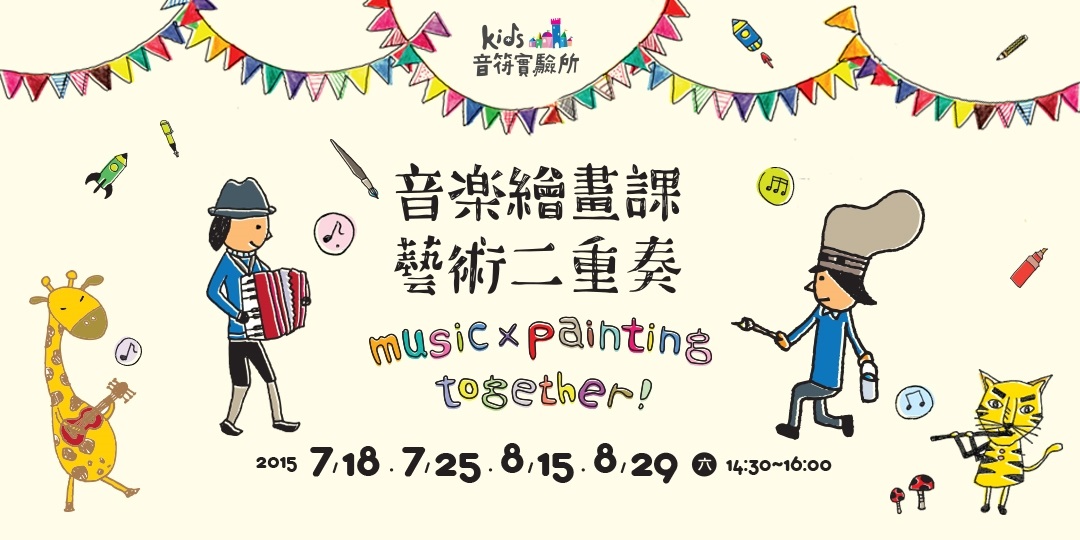 kids
音符實驗所
音楽繪畫課
藝術二重奏
music × painting
together!
2015 7/18 . 7/25 . 8/15 . 8/29 六 14:30~16:00